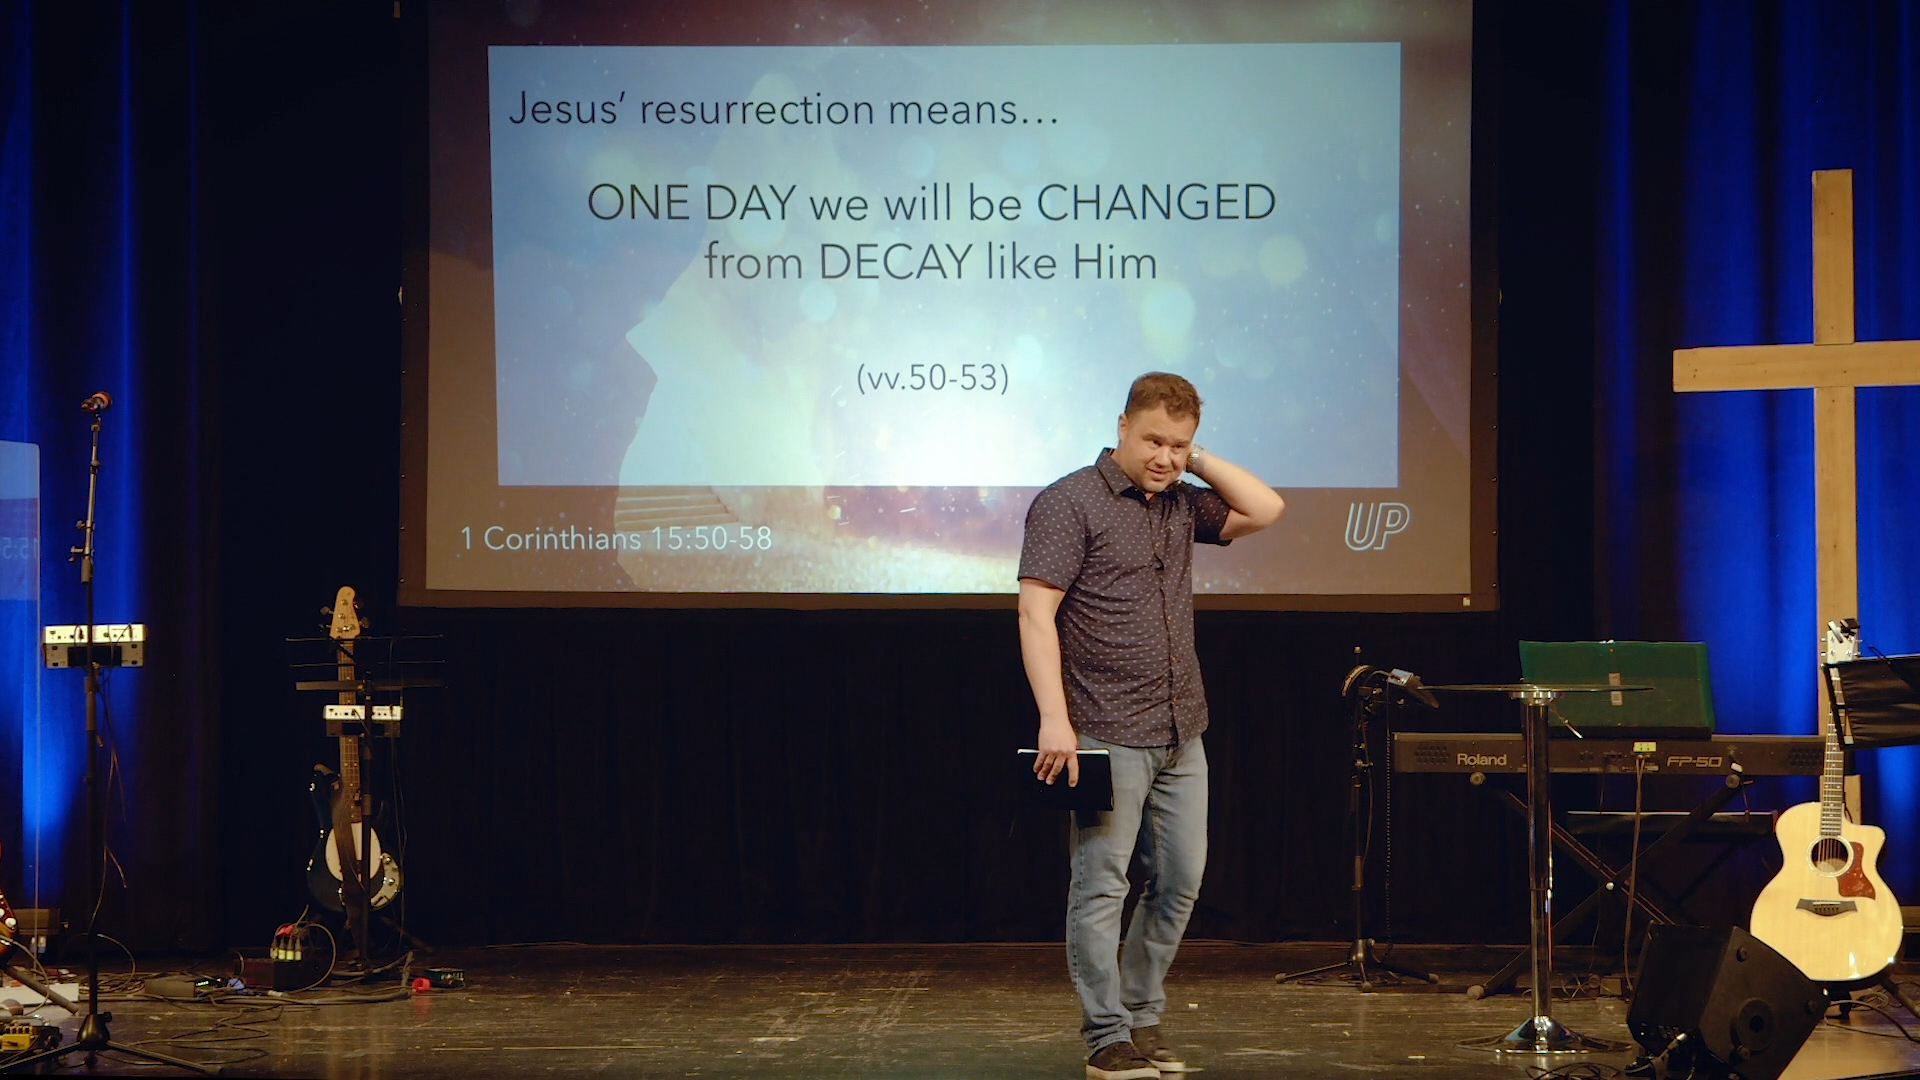 Jesus’ resurrection means…
ONE DAY we will be CHANGED
from DECAY like Him
(vv.50-53)
1 Corinthians 15:50-58
UP
Roland
FP-50